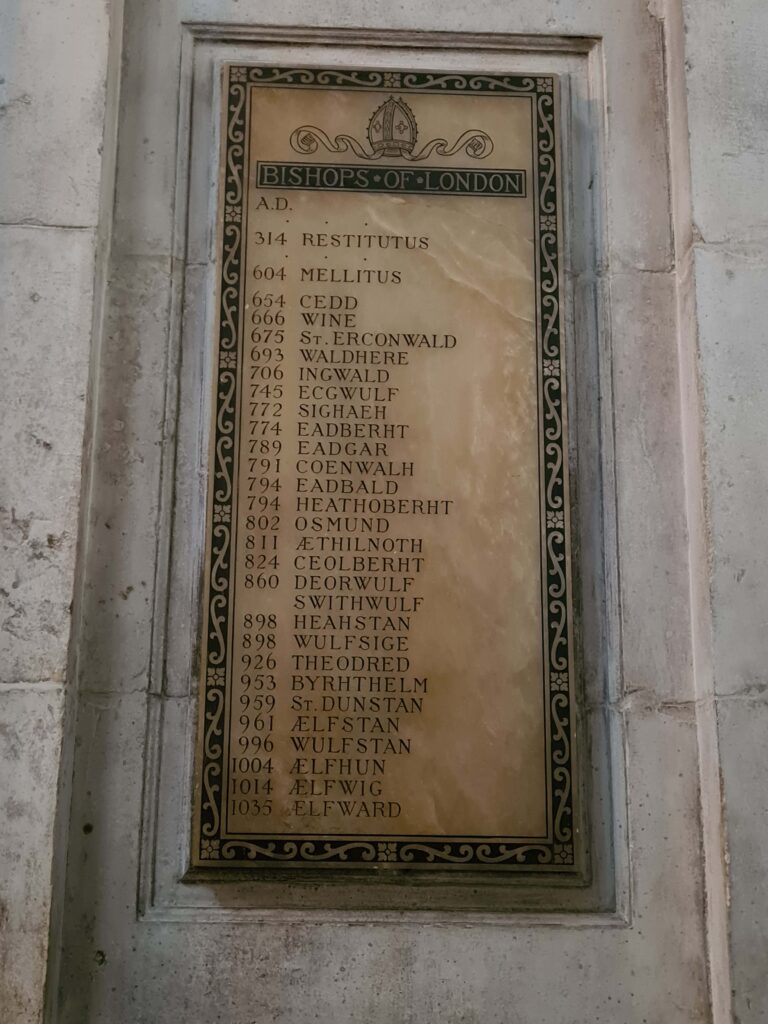 BISHOPS·OF·LONDON
A.D.
. . .
314 RESTITUTUS
. . .
604 MELLITUS
654 CEDD
666 WINE
675 ST. ERCONWALD
693 WALDHERE
706 INGWALD
745 ECGWULF
772 SIGHAEH
774 EADBERHT
789 EADGAR
791 COENWALH
794 EADBALD
794 HEATHOBERHT
802 OSMUND
811 ÆTHILNOTH
824 CEOLBERHT
860 DEORWULF
SWITHWULF
898 HEAHSTAN
898 WULFSIGE
926 THEODRED
953 BYRHTHELM
959 ST. DUNSTAN
961 ÆLFSTAN
996 WULFSTAN
1004 ÆLFHUN
1014 ÆLFWIG
1035 ÆLFWARD